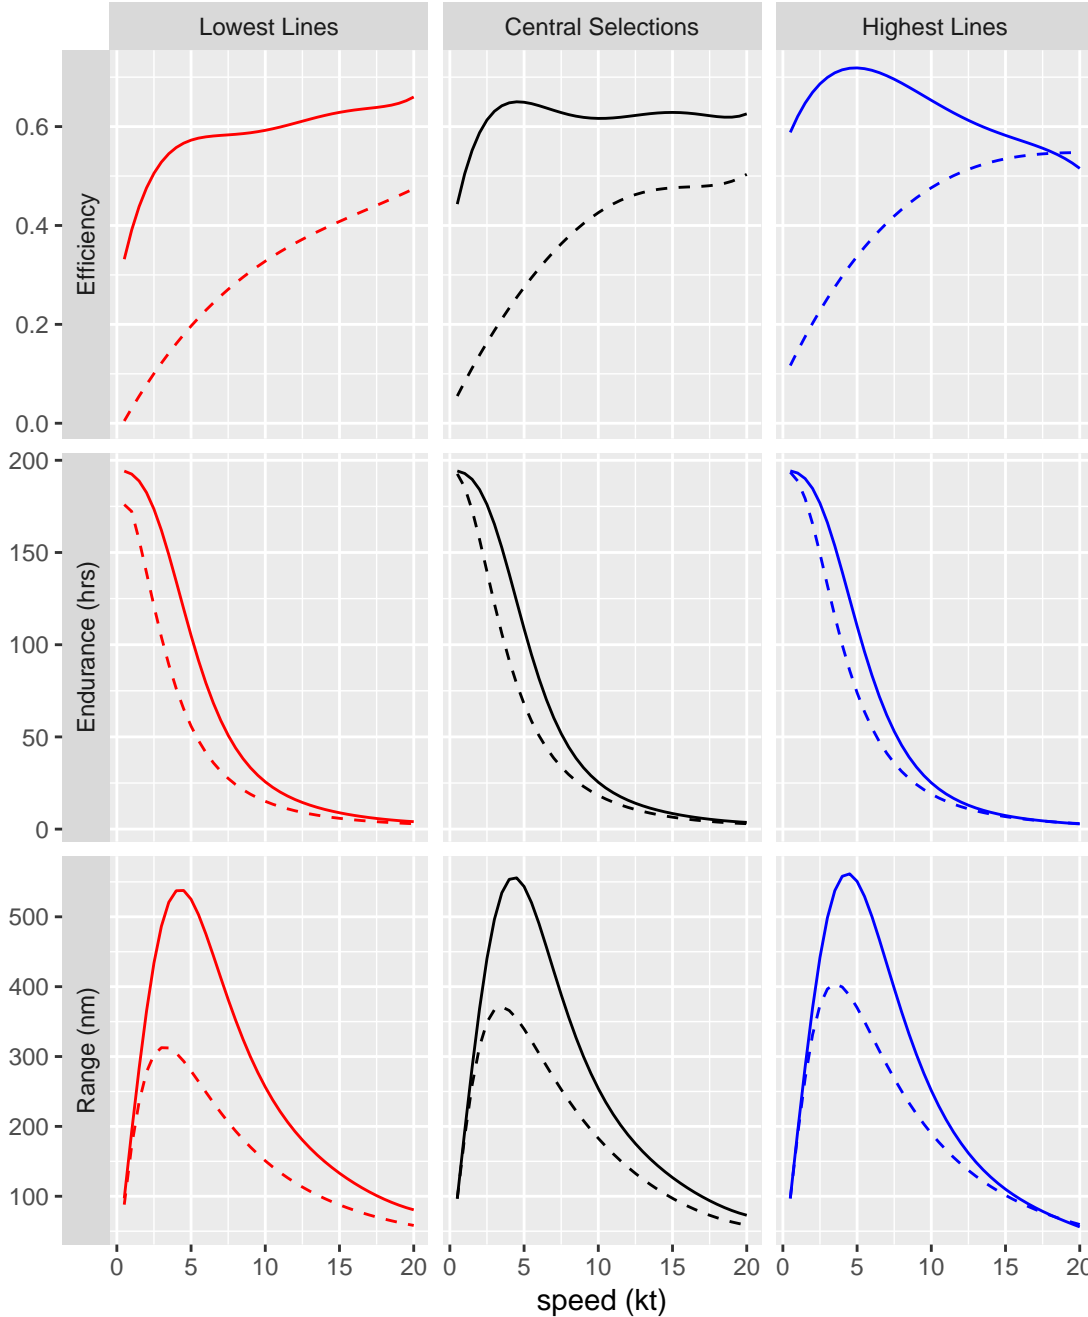 Lowest Lines
Central Selections
Highest Lines
Efficiency
0.6
0.4
0.2
0.0
Endurance (hrs)
200
150
100
50
0
Range (nm)
500
400
300
200
100
0 5 10 15 20
0 5 10 15 20
0 5 10 15 20
speed (kt)